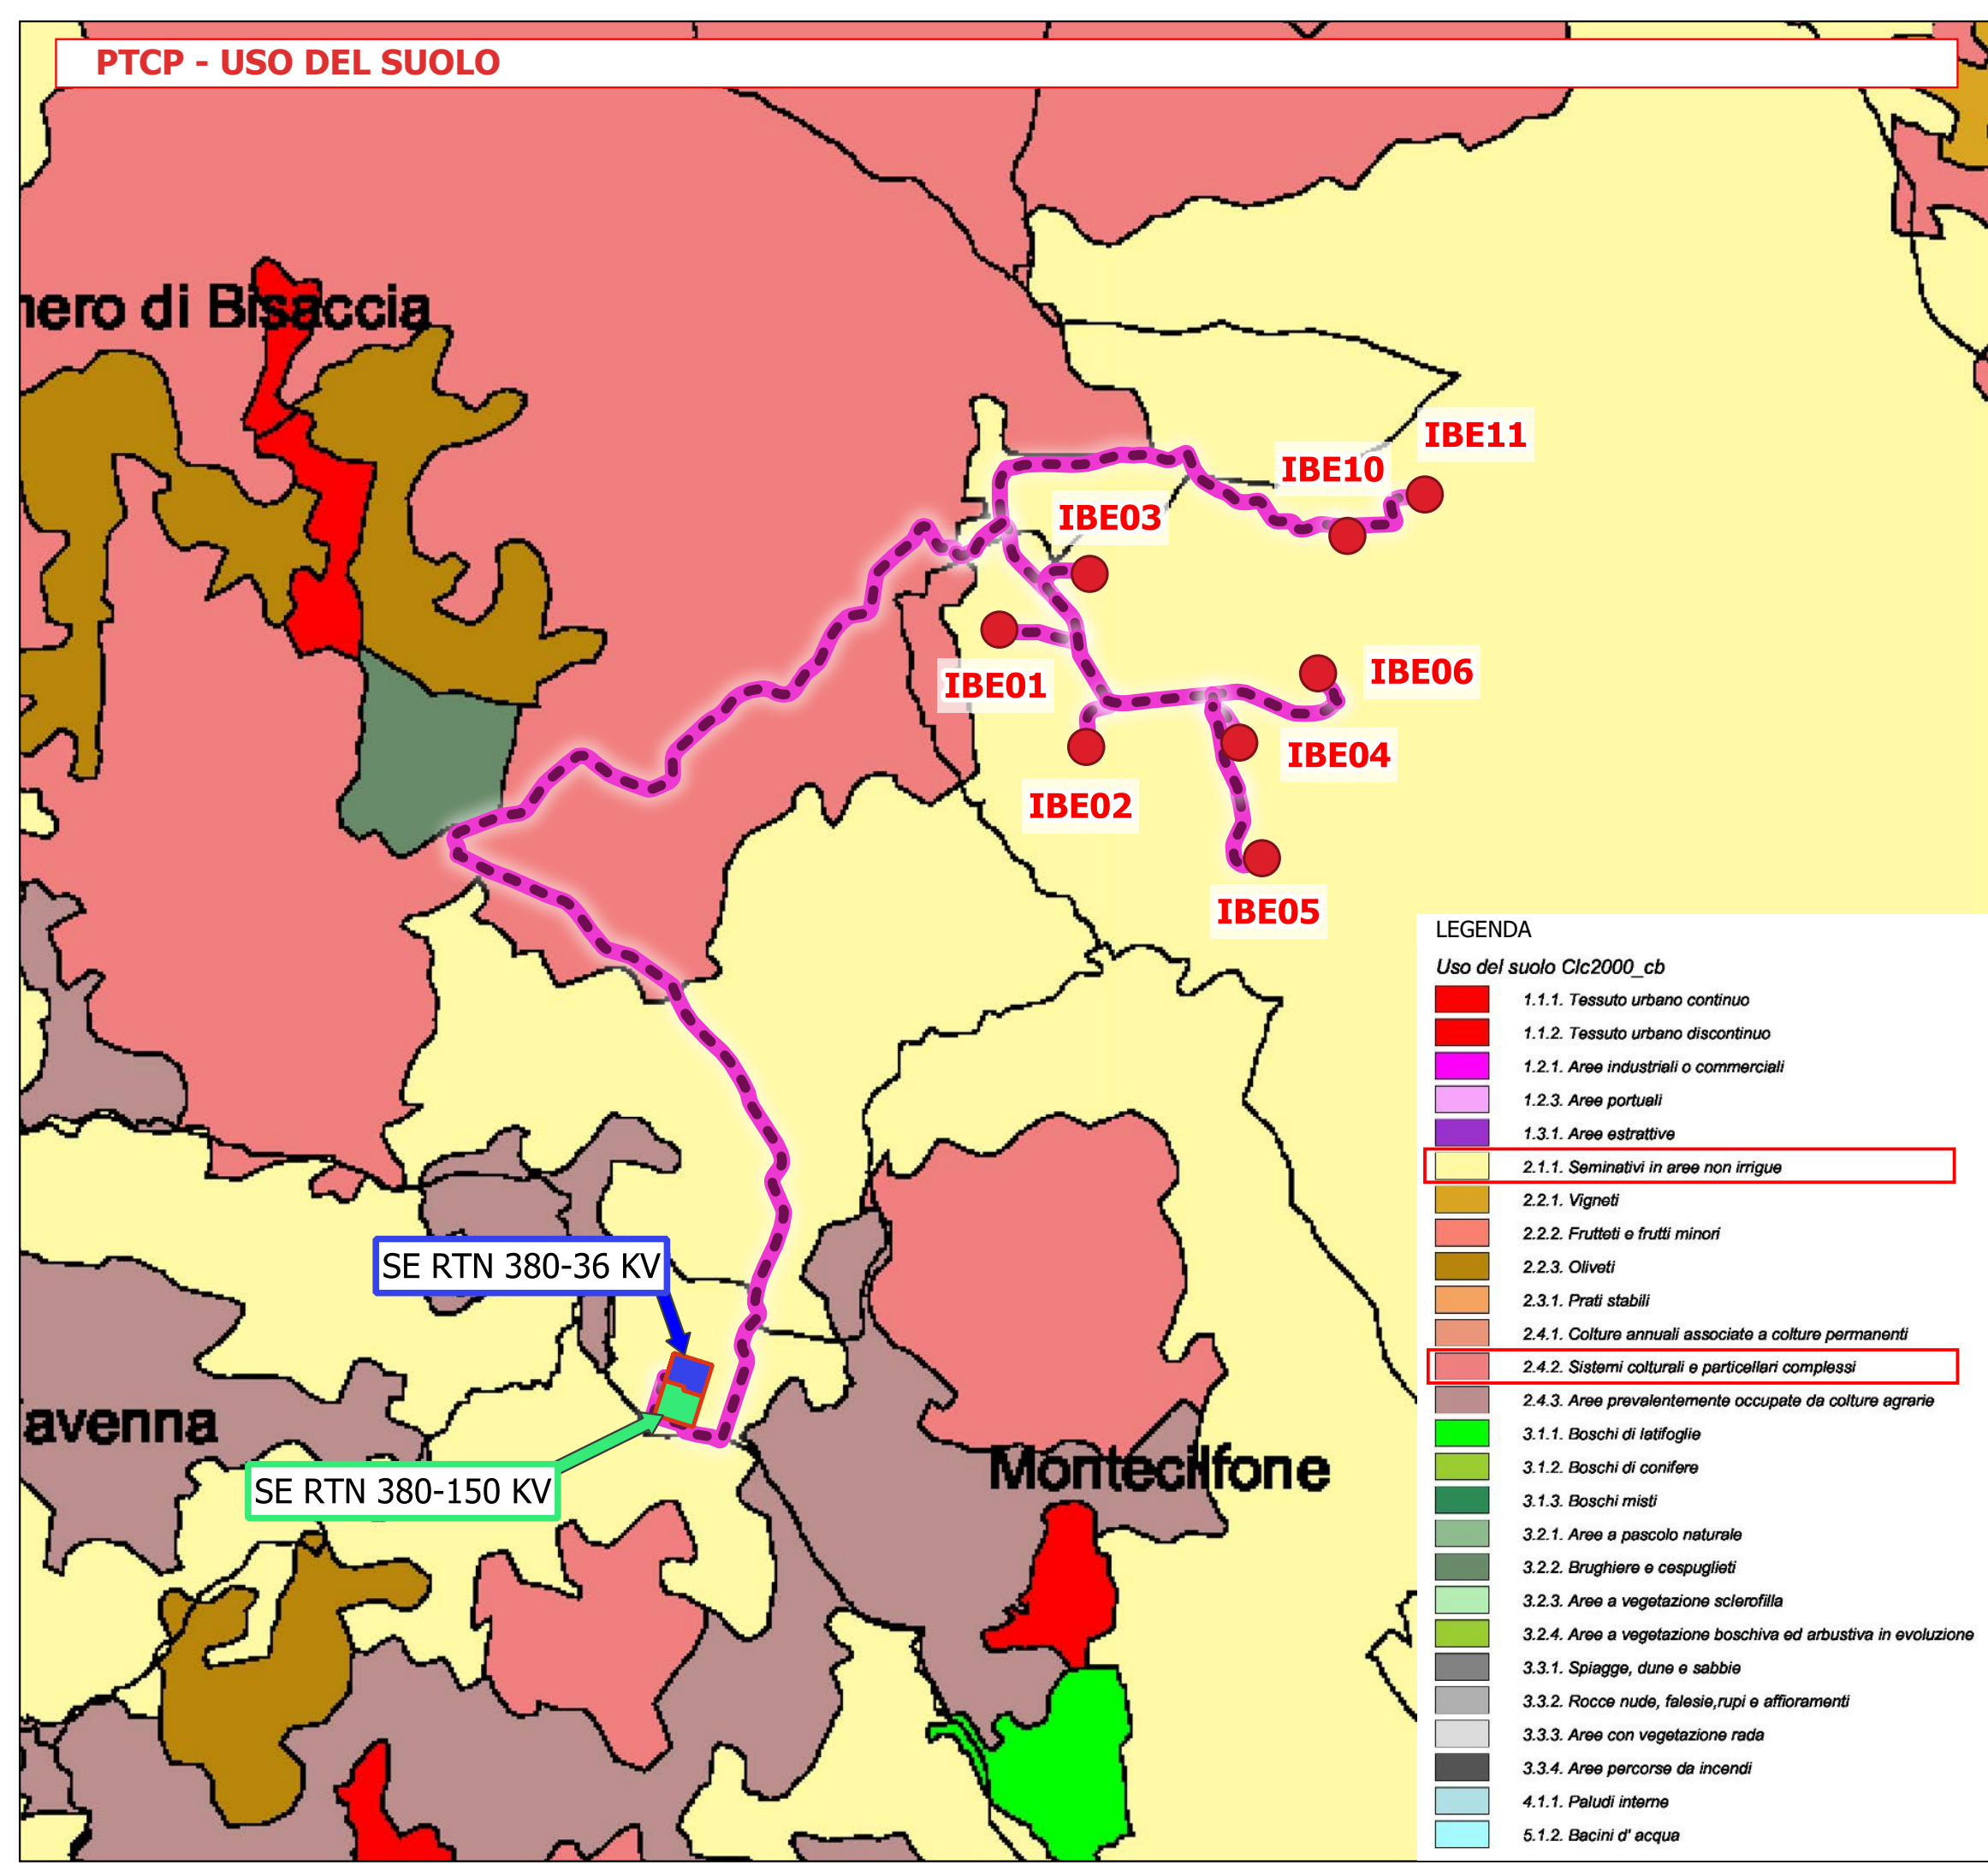 PTCP - USO DEL SUOLO
nero di Bisaccia
IBE11
IBE10
IBE03
IBE01
IBE06
IBE04
IBE02
IBE05
SE RTN 380-36 KV
avenna
SE RTN 380-150 KV
Montecilfone
LEGENDA
Uso del suolo Clc2000_cb
1.1.1. Tessuto urbano continuo
1.1.2. Tessuto urbano discontinuo
1.2.1. Aree industriali o commerciali
1.2.3. Aree portuali
1.3.1. Aree estrattive
2.1.1. Seminativi in aree non irrigue
2.2.1. Vigneti
2.2.2. Frutteti e frutti minori
2.2.3. Oliveti
2.3.1. Prati stabili
2.4.1. Colture annuali associate a colture permanenti
2.4.2. Sistemi colturali e particellari complessi
2.4.3. Aree prevalentemente occupate da colture agrarie
3.1.1. Boschi di latifoglie
3.1.2. Boschi di conifere
3.1.3. Boschi misti
3.2.1. Aree a pascolo naturale
3.2.2. Brughiere e cespuglieti
3.2.3. Aree a vegetazione sclerofilla
3.2.4. Aree a vegetazione boschiva ed arbustiva in evoluzione
3.3.1. Spiagge, dune e sabbie
3.3.2. Rocce nude, falesie,rupi e affioramenti
3.3.3. Aree con vegetazione rada
3.3.4. Aree percorse da incendi
4.1.1. Paludi interne
5.1.2. Bacini d' acqua